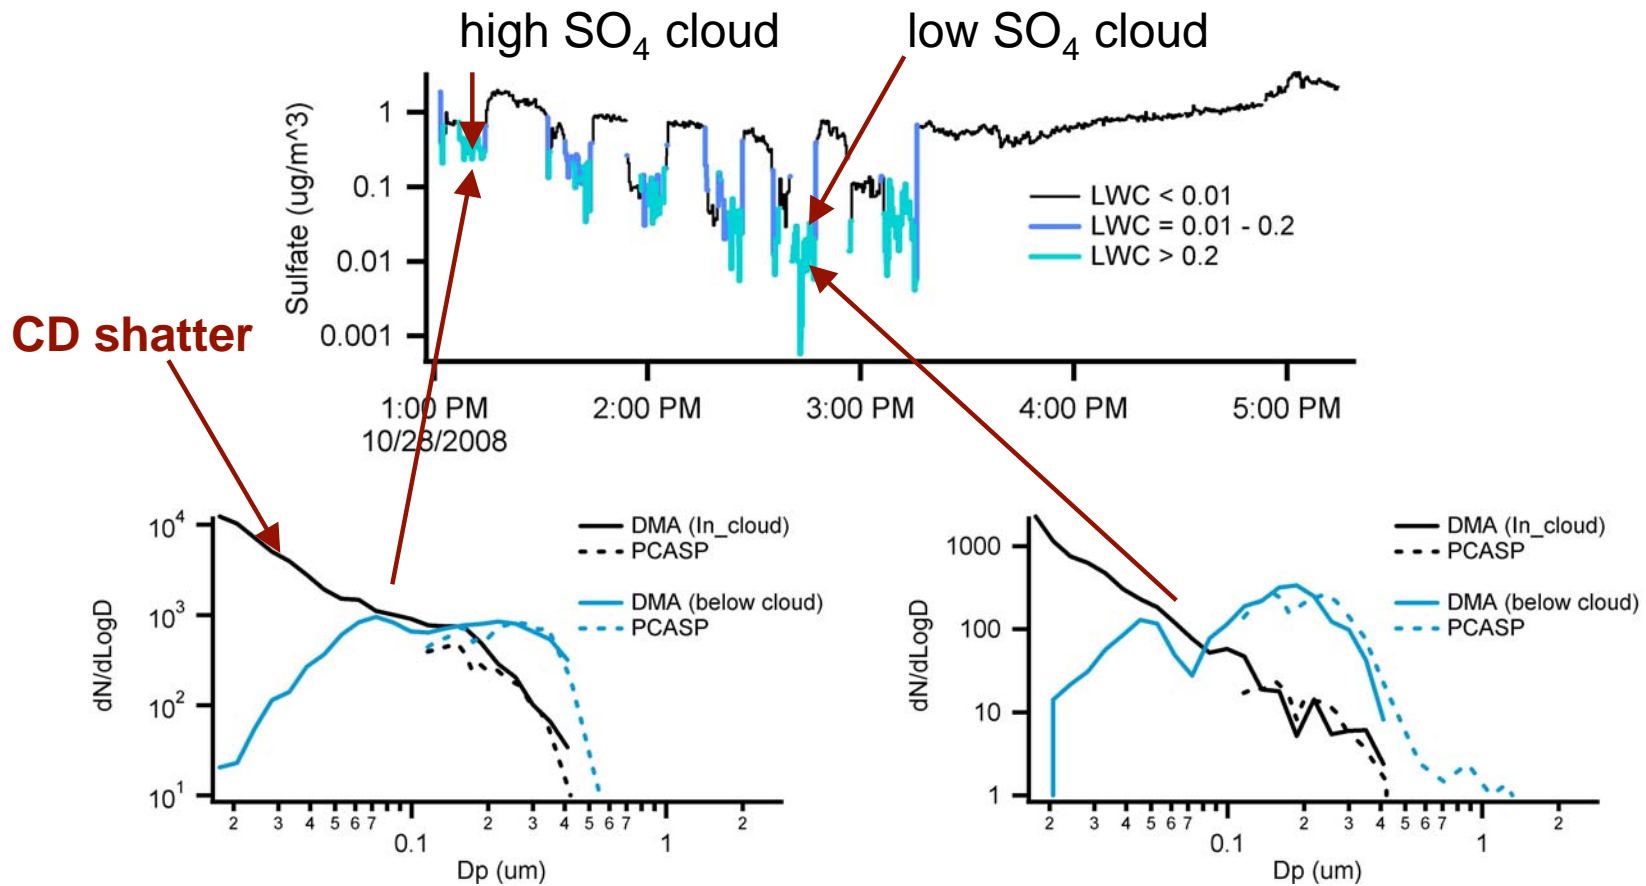 high SO4 cloud
low SO4 cloud
Sulfate (ug/m^3)
1
0.1
0.01
0.001
LWC < 0.01
LWC = 0.01 - 0.2
LWC > 0.2
CD shatter
1:00 PM 2:00 PM 3:00 PM 4:00 PM 5:00 PM
10/28/2008
dN/dLogD
10^4
10^3
10^2
10^1
DMA (In_cloud)
PCASP
DMA (below cloud)
PCASP
2 3 4 5 6 7 2 3 4 5 6 7 2
0.1 1
Dp (um)
dN/dLogD
1000
100
10
1
DMA (In_cloud)
PCASP
DMA (below cloud)
PCASP
2 3 4 5 6 7 2 3 4 5 6 7 2
0.1 1
Dp (um)